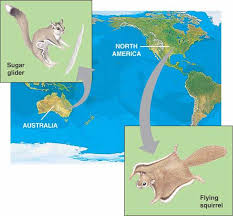 Sugar
glider
NORTH
AMERICA
AUSTRALIA
Flying
squirrel